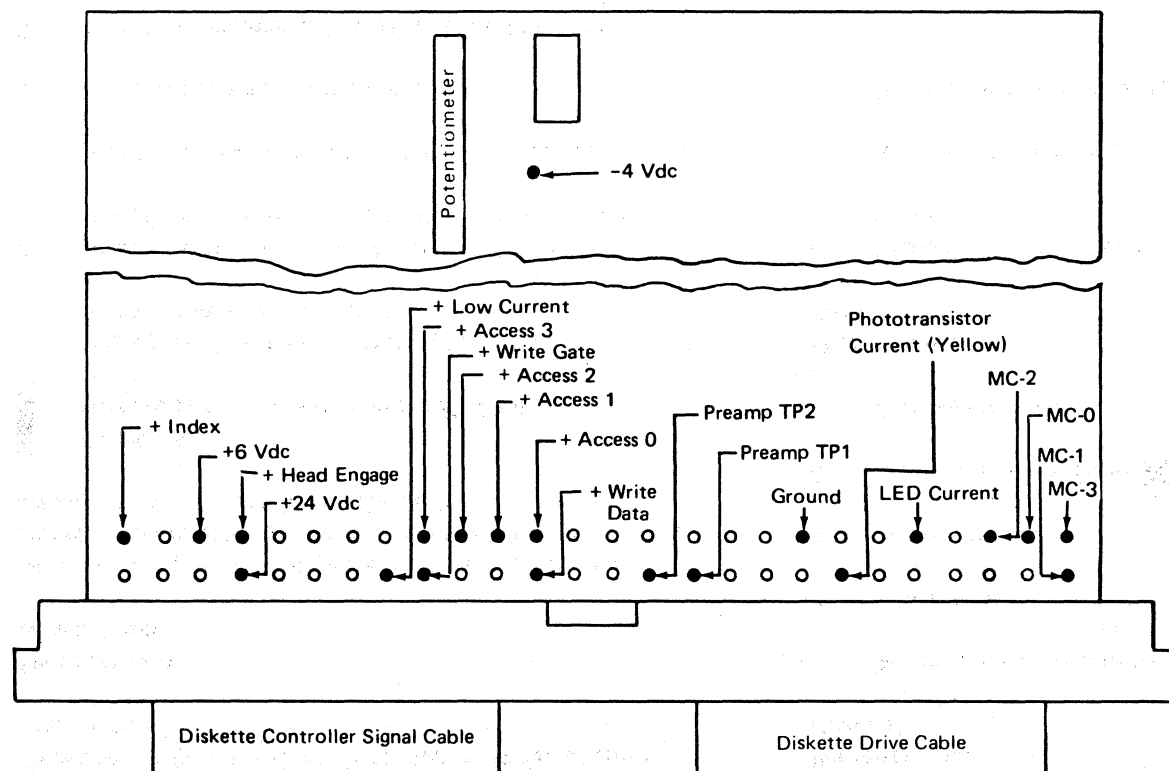 Potentiometer
-4 Vdc
+ Low Current
+ Access 3
+ Write Gate
+ Access 2
+ Access 1
+ Index
+6 Vdc
+ Head Engage
+24 Vdc
+ Access 0
+ Write
Data
Preamp TP2
Preamp TP1
Ground
Phototransistor
Current (Yellow)
LED Current
MC-2
MC-0
MC-1
MC-3
Diskette Controller Signal Cable
Diskette Drive Cable